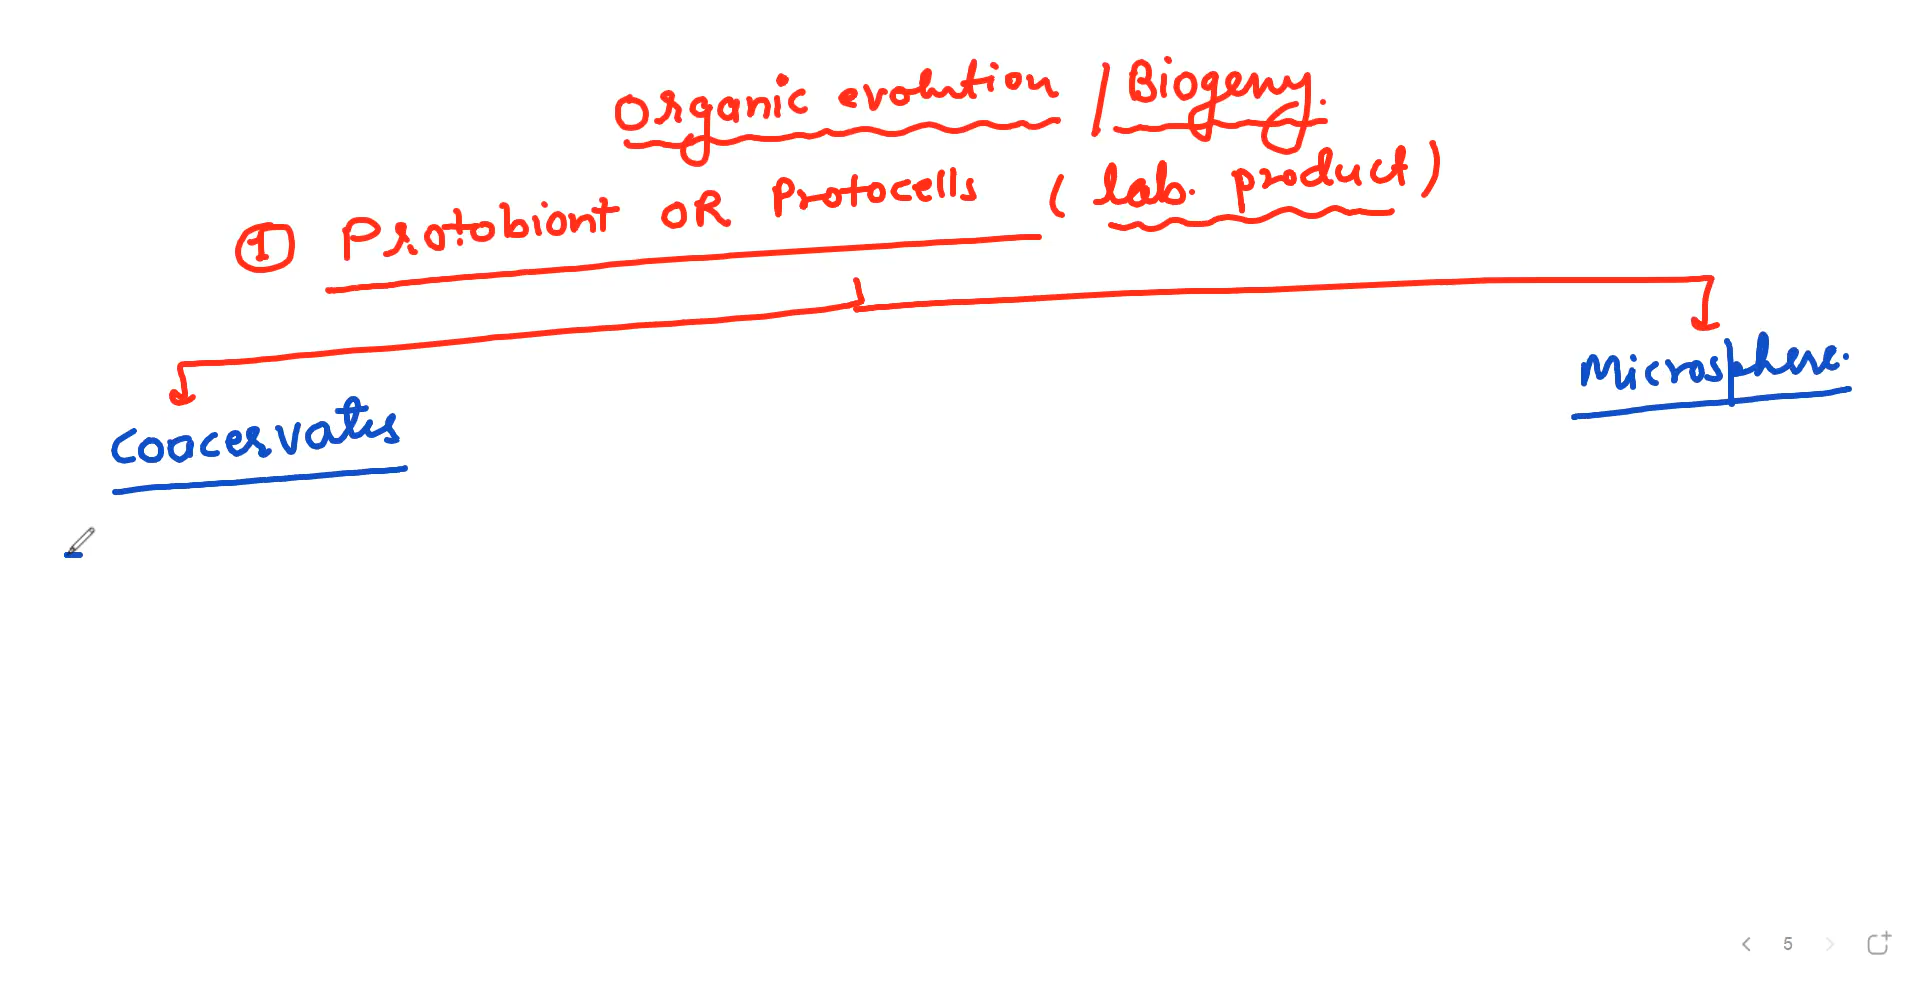 Organic evolution / Biogeny.
① Protobiont OR Protocells (lab. product)
Microsphere.
Coacervates
5